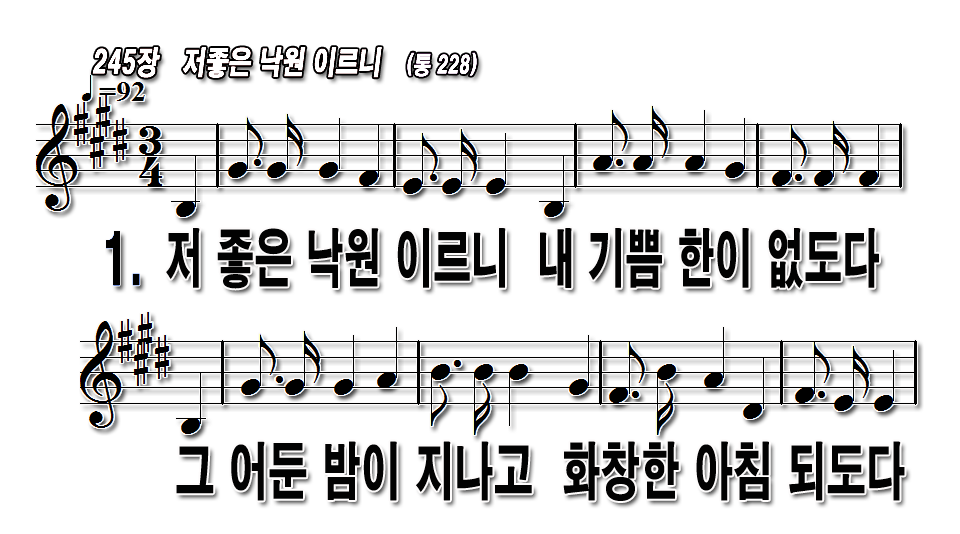 245장 저좋은 낙원 이르니 (통 228)
♩=92
3
4
1. 저 좋은 낙원 이르니 내 기쁨 한이 없도다
그 어둔 밤이 지나고 화창한 아침 되도다